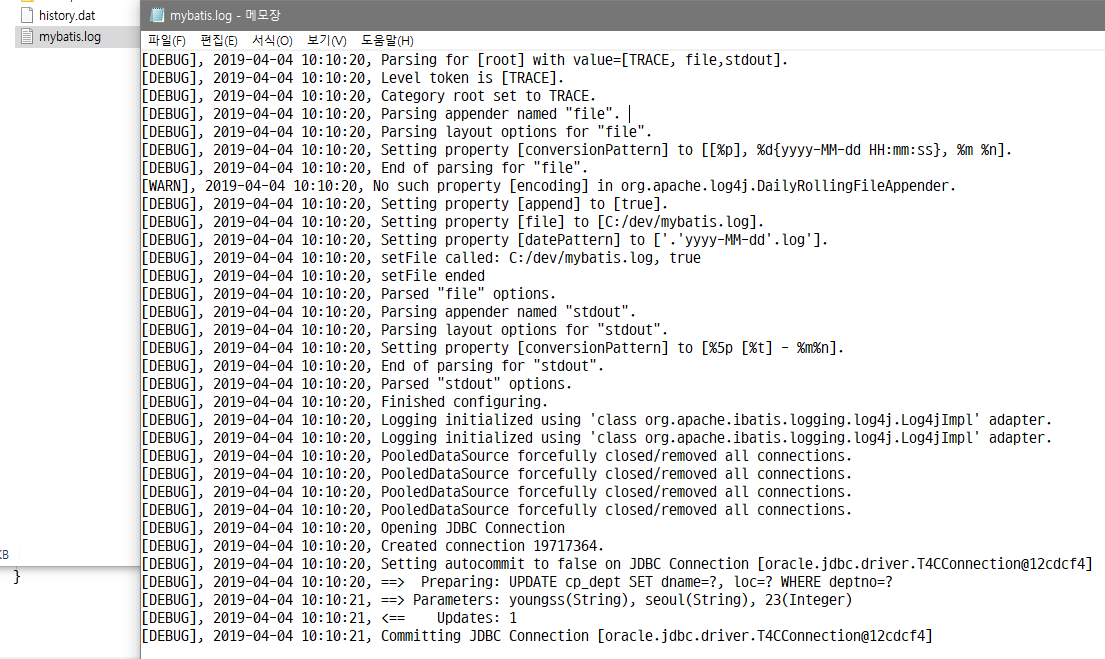 history.dat
mybatis.log
mybatis.log - 메모장
파일(F) 편집(E) 서식(O) 보기(V) 도움말(H)
[DEBUG], 2019-04-04 10:10:20, Parsing for [root] with value=[TRACE, file,stdout].
[DEBUG], 2019-04-04 10:10:20, Level token is [TRACE].
[DEBUG], 2019-04-04 10:10:20, Category root set to TRACE.
[DEBUG], 2019-04-04 10:10:20, Parsing appender named "file".
[DEBUG], 2019-04-04 10:10:20, Parsing layout options for "file".
[DEBUG], 2019-04-04 10:10:20, Setting property [conversionPattern] to [[%p], %d{yyyy-MM-dd HH:mm:ss}, %m %n].
[DEBUG], 2019-04-04 10:10:20, End of parsing for "file".
[WARN], 2019-04-04 10:10:20, No such property [encoding] in org.apache.log4j.DailyRollingFileAppender.
[DEBUG], 2019-04-04 10:10:20, Setting property [append] to [true].
[DEBUG], 2019-04-04 10:10:20, Setting property [file] to [C:/dev/mybatis.log].
[DEBUG], 2019-04-04 10:10:20, Setting property [datePattern] to ['.'yyyy-MM-dd'.log'].
[DEBUG], 2019-04-04 10:10:20, setFile called: C:/dev/mybatis.log, true
[DEBUG], 2019-04-04 10:10:20, setFile ended
[DEBUG], 2019-04-04 10:10:20, Parsed "file" options.
[DEBUG], 2019-04-04 10:10:20, Parsing appender named "stdout".
[DEBUG], 2019-04-04 10:10:20, Parsing layout options for "stdout".
[DEBUG], 2019-04-04 10:10:20, Setting property [conversionPattern] to [%5p [%t] - %m%n].
[DEBUG], 2019-04-04 10:10:20, End of parsing for "stdout".
[DEBUG], 2019-04-04 10:10:20, Parsed "stdout" options.
[DEBUG], 2019-04-04 10:10:20, Finished configuring.
[DEBUG], 2019-04-04 10:10:20, Logging initialized using 'class org.apache.ibatis.logging.log4j.Log4jImpl' adapter.
[DEBUG], 2019-04-04 10:10:20, Logging initialized using 'class org.apache.ibatis.logging.log4j.Log4jImpl' adapter.
[DEBUG], 2019-04-04 10:10:20, PooledDataSource forcefully closed/removed all connections.
[DEBUG], 2019-04-04 10:10:20, PooledDataSource forcefully closed/removed all connections.
[DEBUG], 2019-04-04 10:10:20, PooledDataSource forcefully closed/removed all connections.
[DEBUG], 2019-04-04 10:10:20, PooledDataSource forcefully closed/removed all connections.
[DEBUG], 2019-04-04 10:10:20, Opening JDBC Connection
[DEBUG], 2019-04-04 10:10:20, Created connection 19717364.
[DEBUG], 2019-04-04 10:10:20, Setting autocommit to false on JDBC Connection [oracle.jdbc.driver.T4CConnection@12cdcf4]
[DEBUG], 2019-04-04 10:10:20, ==>  Preparing: UPDATE cp_dept SET dname=?, loc=? WHERE deptno=?
[DEBUG], 2019-04-04 10:10:21, ==> Parameters: youngss(String), seoul(String), 23(Integer)
[DEBUG], 2019-04-04 10:10:21, <==    Updates: 1
[DEBUG], 2019-04-04 10:10:21, Committing JDBC Connection [oracle.jdbc.driver.T4CConnection@12cdcf4]
KB
}